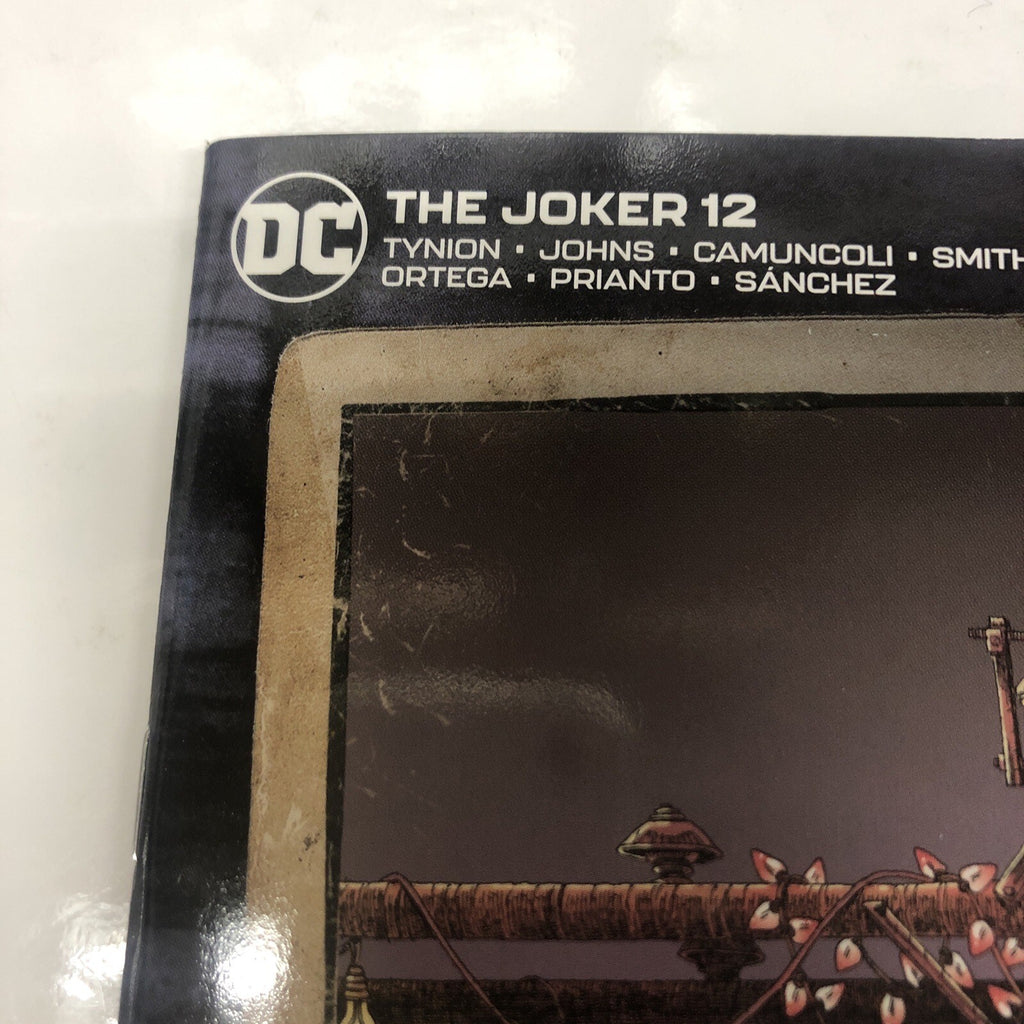 DC
THE JOKER 12
TYNION • JOHNS • CAMUNCOLI • SMITH
ORTEGA • PRIANTO • SÁNCHEZ